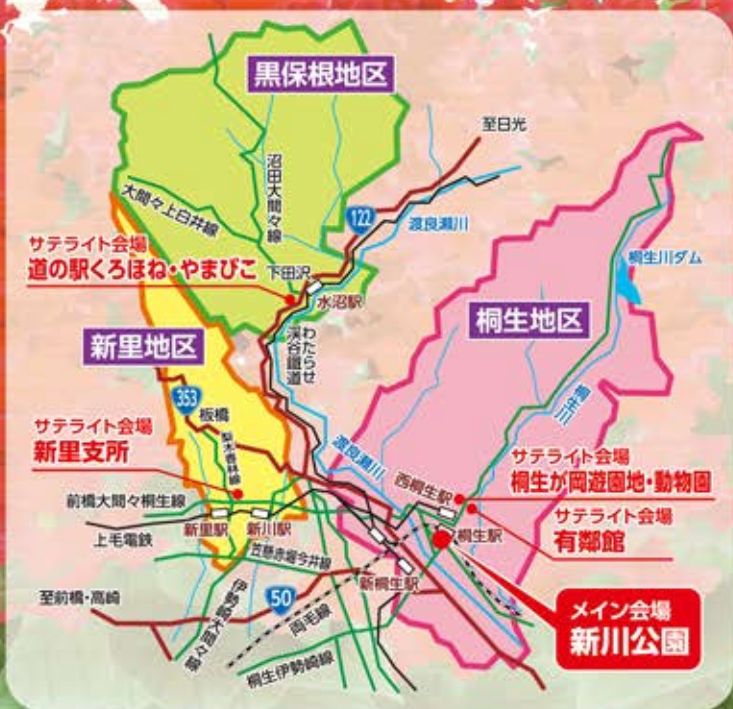 黒保根地区
至日光
沼田大間々線
大間々上白井線
122
渡良瀬川
サテライト会場
道の駅くろほね・やまびこ
下田沢
水沼駅
桐生川ダム
新里地区
桐生地区
わたらせ
渓谷鐵道
353
板橋
桐生川
サテライト会場
新里支所
梨木香林線
渡良瀬川
サテライト会場
桐生が岡遊園地・動物園
西桐生駅
前橋大間々桐生線
サテライト会場
有鄰館
新里駅
新川駅
桐生駅
上毛電鉄
笠懸赤堀今井線
新桐生駅
至前橋・高崎
50
伊勢崎大間々線
両毛線
メイン会場
新川公園
桐生伊勢崎線